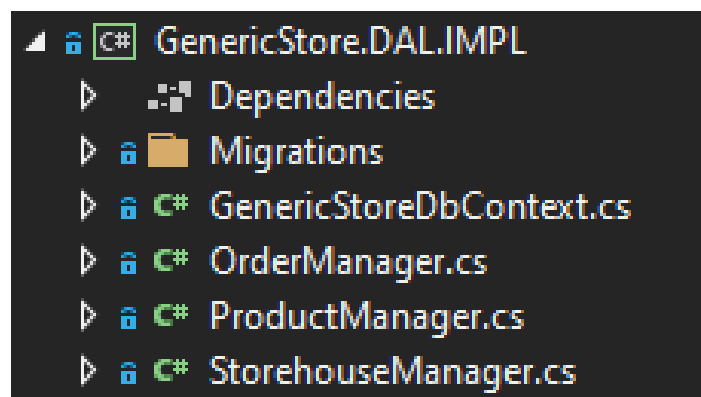 C# GenericStore.DAL.IMPL
Dependencies
Migrations
C# GenericStoreDbContext.cs
C# OrderManager.cs
C# ProductManager.cs
C# StorehouseManager.cs